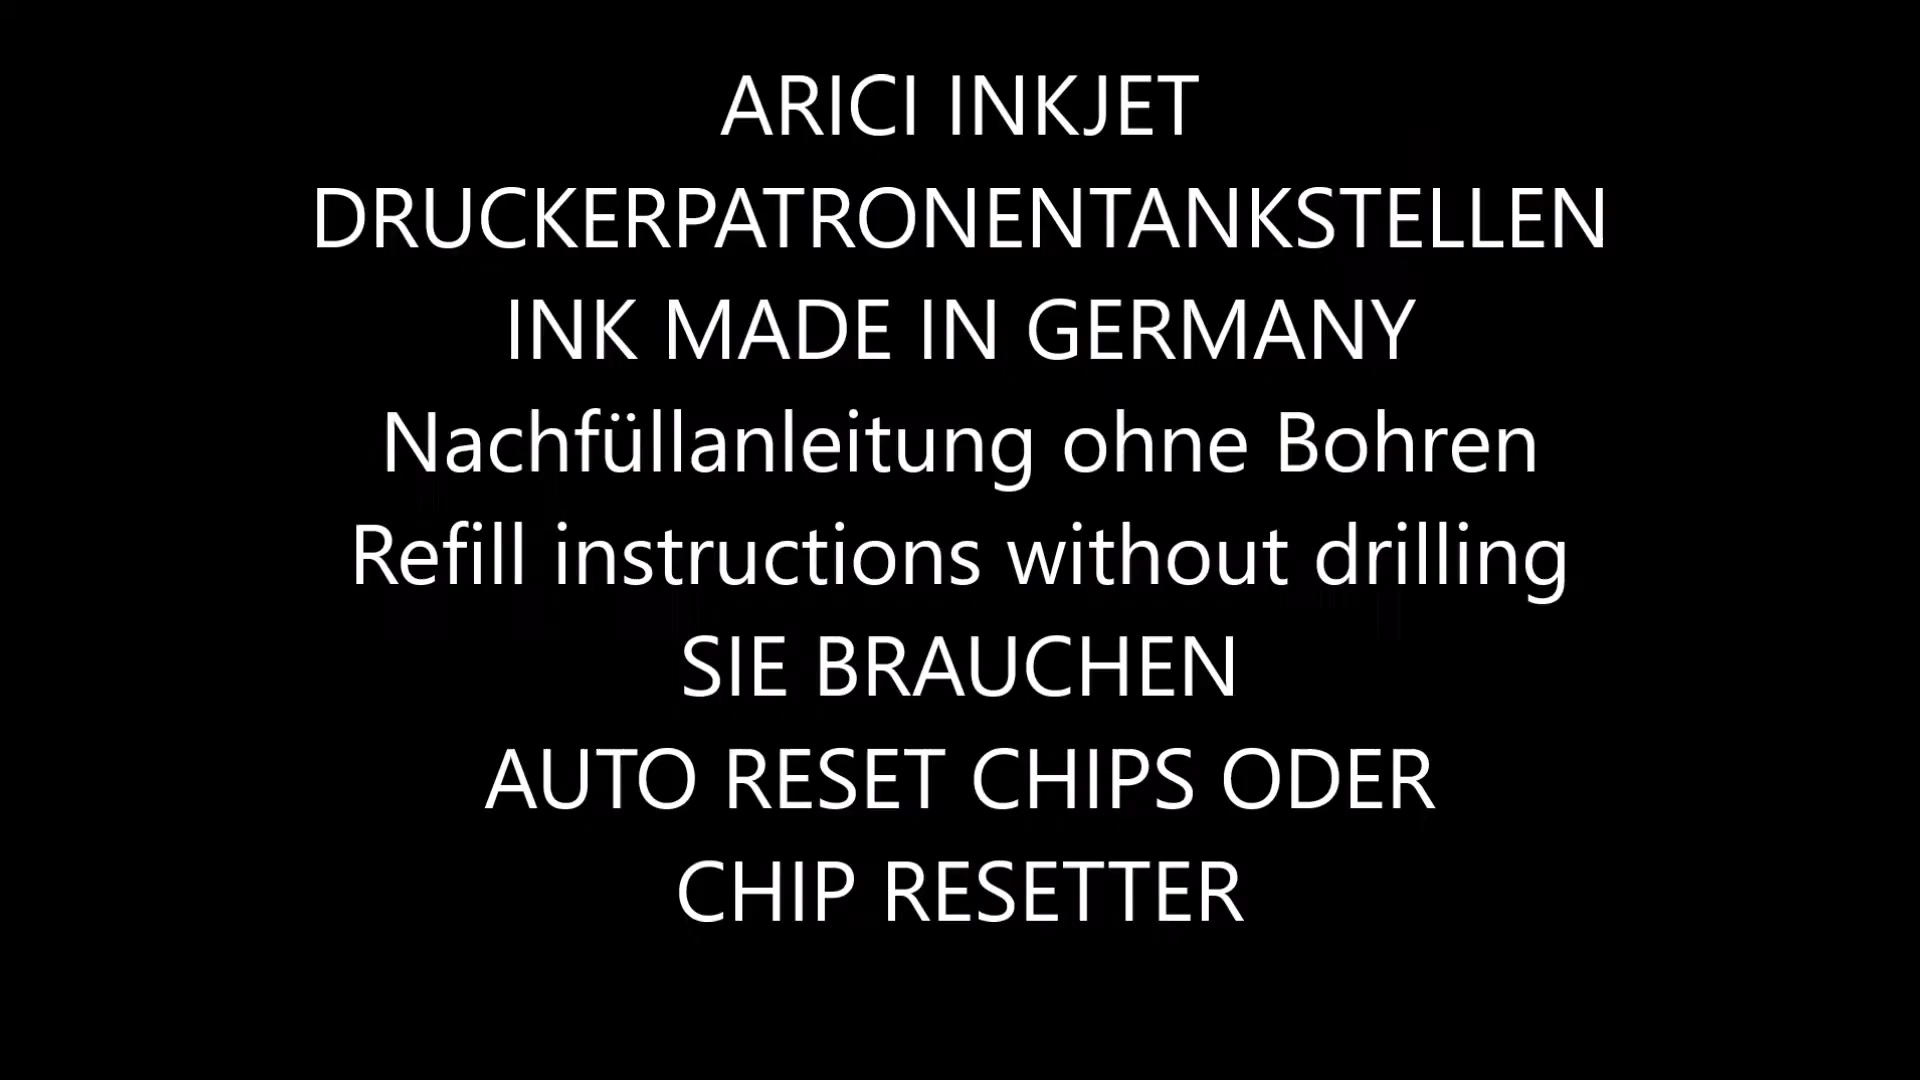 ARICI INKJET
DRUCKERPATRONENTANKSTELLEN
INK MADE IN GERMANY
Nachfüllanleitung ohne Bohren
Refill instructions without drilling
SIE BRAUCHEN
AUTO RESET CHIPS ODER
CHIP RESETTER